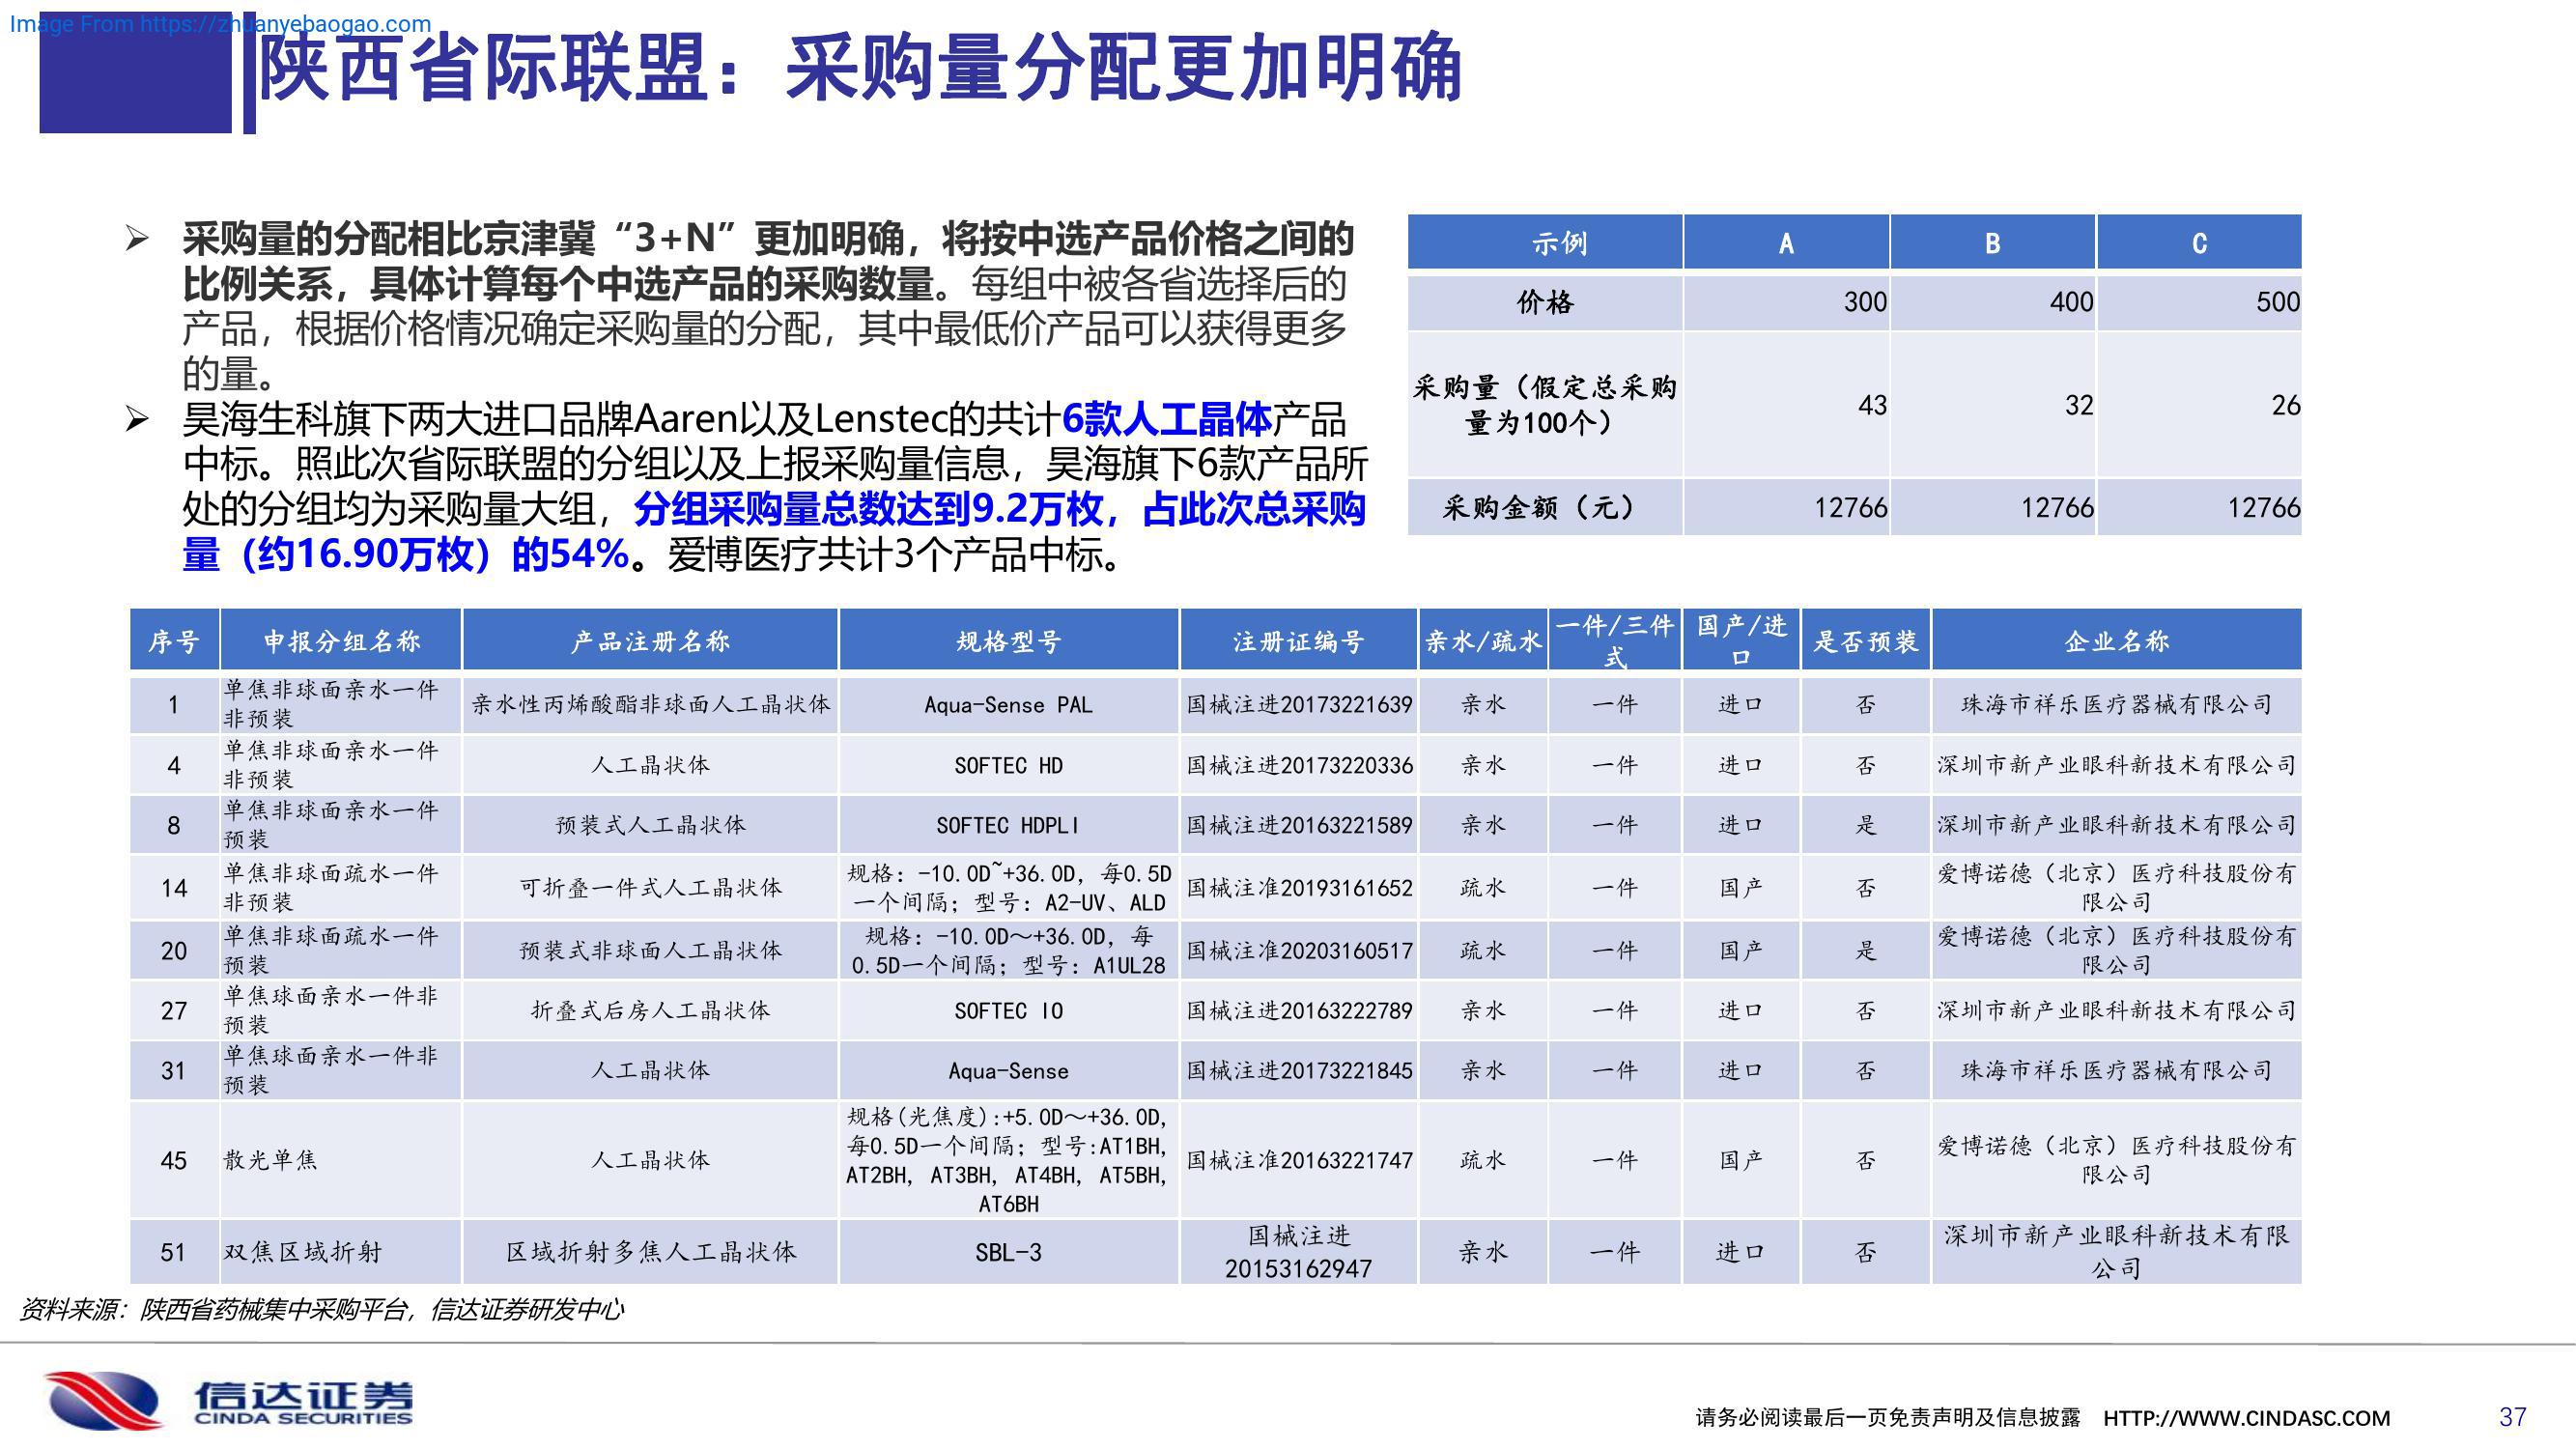 Image From https://zhuanyebaogao.com
陕西省际联盟：采购量分配更加明确
➢ 采购量的分配相比京津冀“3+N”更加明确，将按中选产品价格之间的
比例关系，具体计算每个中选产品的采购数量。每组中被各省选择后的
产品，根据价格情况确定采购量的分配，其中最低价产品可以获得更多
的量。
➢ 昊海生科旗下两大进口品牌Aaren以及Lenstec的共计6款人工晶体产品
中标。照此次省际联盟的分组以及上报采购量信息，昊海旗下6款产品所
处的分组均为采购量大组，分组采购量总数达到9.2万枚，占此次总采购
量（约16.90万枚）的54%。爱博医疗共计3个产品中标。
示例 A B C
价格 300 400 500
采购量（假定总采购
量为100个） 43 32 26
采购金额（元） 12766 12766 12766
序号 申报分组名称 产品注册名称 规格型号 注册证编号 亲水/疏水 一件/三件
式 国产/进
口 是否预装 企业名称
1 单焦非球面亲水一件
非预装 亲水性丙烯酸酯非球面人工晶状体 Aqua-Sense PAL 国械注进20173221639 亲水 一件 进口 否 珠海市祥乐医疗器械有限公司
4 单焦非球面亲水一件
非预装 人工晶状体 SOFTEC HD 国械注进20173220336 亲水 一件 进口 否 深圳市新产业眼科新技术有限公司
8 单焦非球面亲水一件
预装 预装式人工晶状体 SOFTEC HDPLI 国械注进20163221589 亲水 一件 进口 是 深圳市新产业眼科新技术有限公司
14 单焦非球面疏水一件
非预装 可折叠一件式人工晶状体 规格：-10.0D~+36.0D，每0.5D
一个间隔；型号：A2-UV、ALD 国械注准20193161652 疏水 一件 国产 否 爱博诺德（北京）医疗科技股份有
限公司
20 单焦非球面疏水一件
预装 预装式非球面人工晶状体 规格：-10.0D～+36.0D，每
0.5D一个间隔；型号：A1UL28 国械注准20203160517 疏水 一件 国产 是 爱博诺德（北京）医疗科技股份有
限公司
27 单焦球面亲水一件非
预装 折叠式后房人工晶状体 SOFTEC IO 国械注进20163222789 亲水 一件 进口 否 深圳市新产业眼科新技术有限公司
31 单焦球面亲水一件非
预装 人工晶状体 Aqua-Sense 国械注进20173221845 亲水 一件 进口 否 珠海市祥乐医疗器械有限公司
45 散光单焦 人工晶状体 规格(光焦度):+5.0D～+36.0D,
每0.5D一个间隔；型号:AT1BH,
AT2BH, AT3BH, AT4BH, AT5BH,
AT6BH 国械注准20163221747 疏水 一件 国产 否 爱博诺德（北京）医疗科技股份有
限公司
51 双焦区域折射 区域折射多焦人工晶状体 SBL-3 国械注进
20153162947 亲水 一件 进口 否 深圳市新产业眼科新技术有限
公司
资料来源：陕西省药械集中采购平台，信达证券研发中心
信达证券
CINDA SECURITIES
请务必阅读最后一页免责声明及信息披露 HTTP://WWW.CINDASC.COM 37